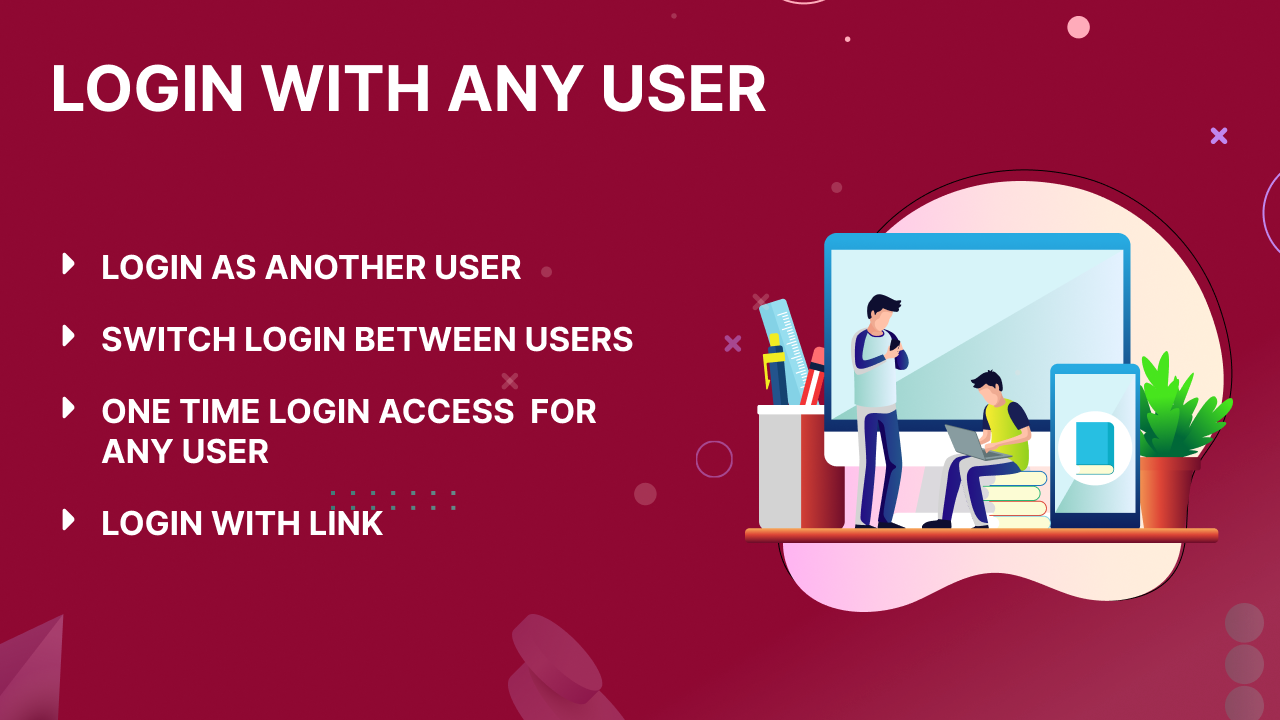 LOGIN WITH ANY USER
LOGIN AS ANOTHER USER
SWITCH LOGIN BETWEEN USERS
ONE TIME LOGIN ACCESS  FOR
ANY USER
LOGIN WITH LINK